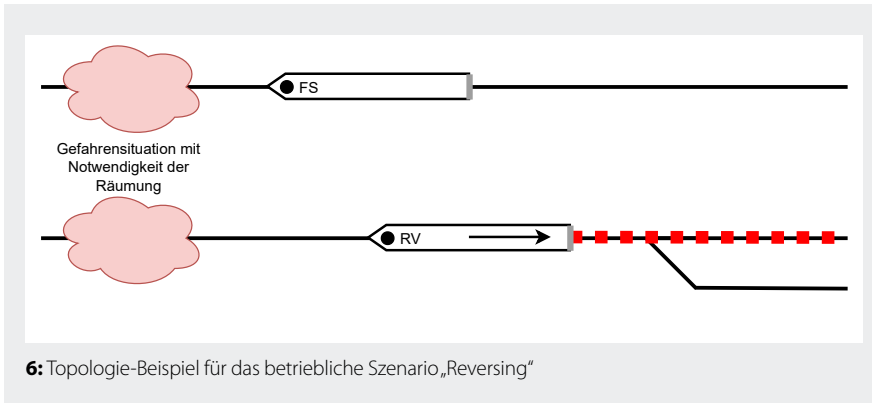 FS
Gefahrensituation mit
Notwendigkeit der
Räumung
RV
6: Topologie-Beispiel für das betriebliche Szenario „Reversing“